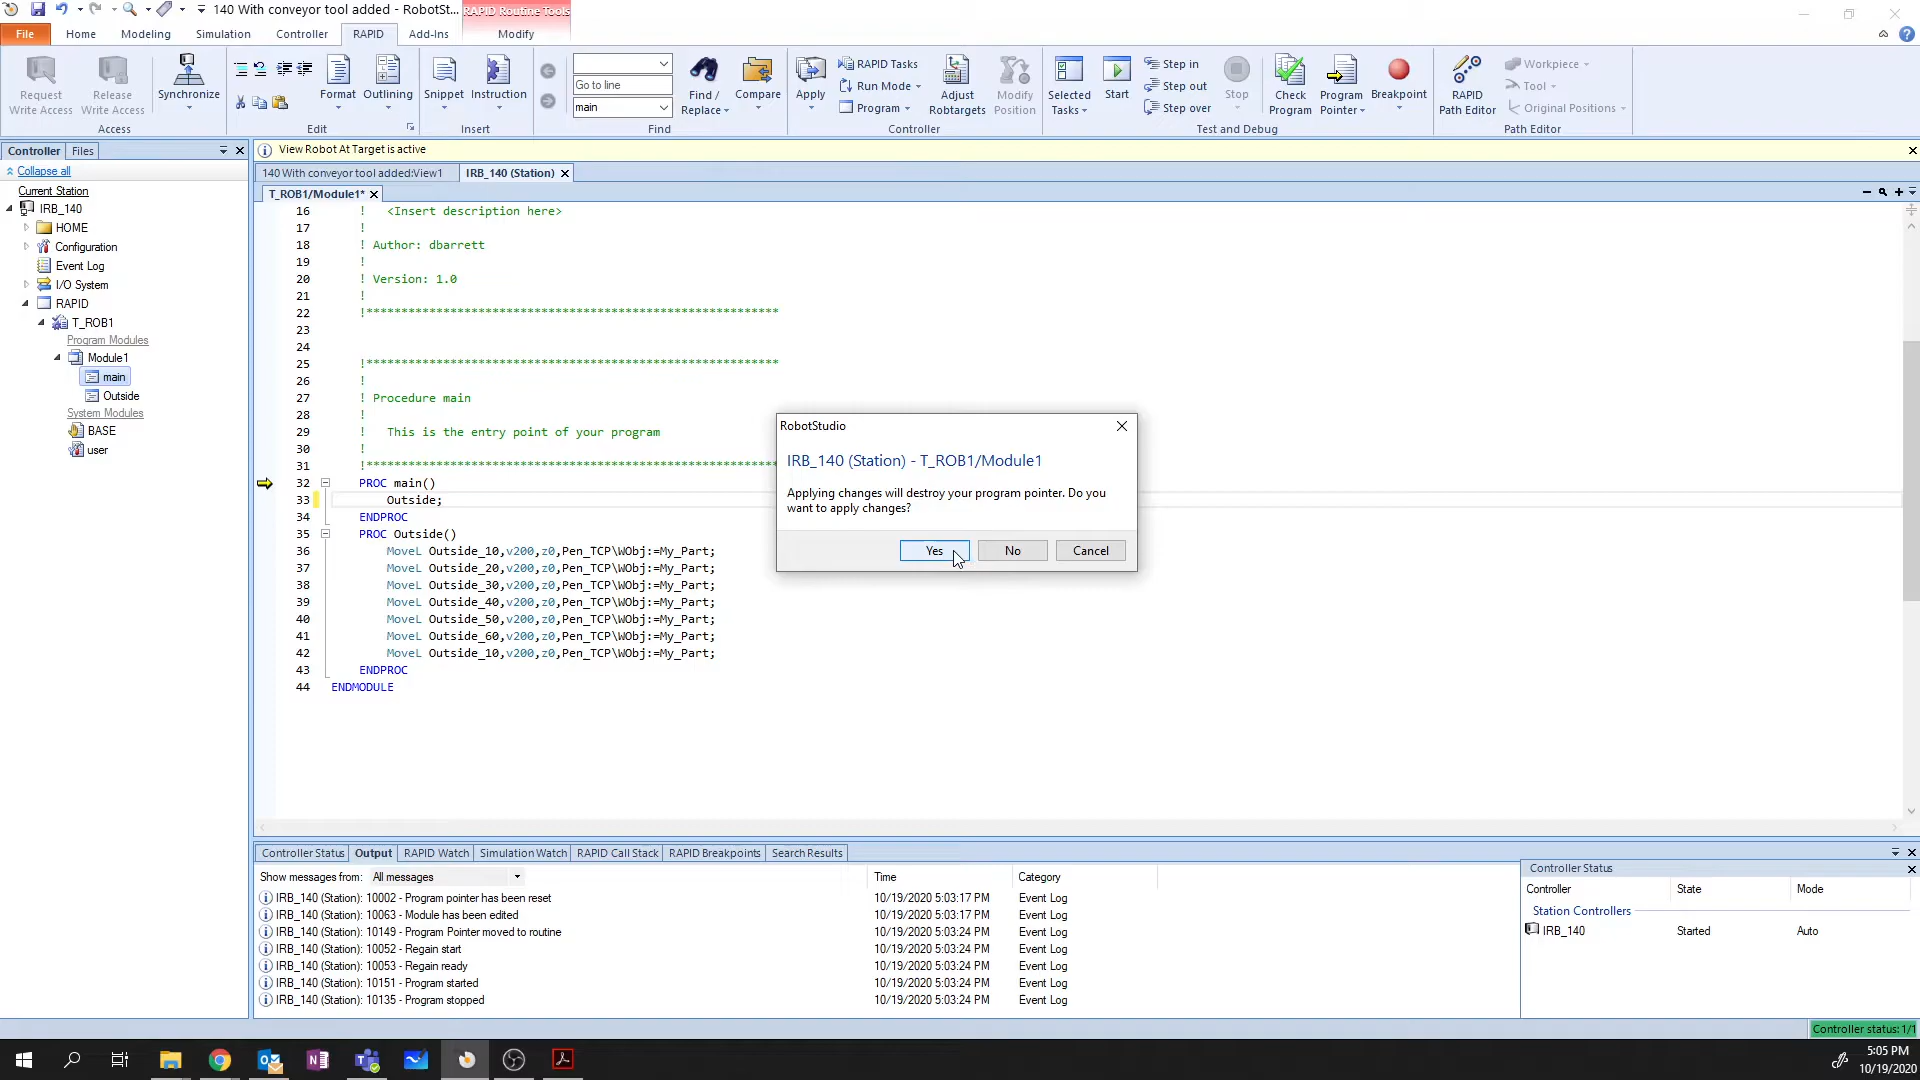 140 With conveyor tool added - RobotSt...
RAPID Routine Tools
File Home Modeling Simulation Controller RAPID Add-Ins Modify
Request Write Access
Release Write Access
Access
Synchronize
Format
Outlining
Edit
Snippet
Instruction
Insert
Go to line
main
Find / Replace
Compare
Find
Apply
RAPID Tasks
Run Mode
Program
Adjust Robtargets
Modify Position
Controller
Selected Tasks
Start
Step in
Step out
Step over
Stop
Check Program
Program Pointer
Breakpoint
Test and Debug
RAPID Path Editor
Workpiece
Tool
Original Positions
Path Editor
Controller Files
Collapse all
Current Station
IRB_140
HOME
Configuration
Event Log
I/O System
RAPID
T_ROB1
Program Modules
Module1
main
Outside
System Modules
BASE
user
View Robot At Target is active
140 With conveyor tool added:View1 IRB_140 (Station)
T_ROB1/Module1*
16 ! <Insert description here>
17 !
18 ! Author: dbarrett
19 !
20 ! Version: 1.0
21 !
22 !***********************************************************
23
24
25 !***********************************************************
26 !
27 ! Procedure main
28 !
29 ! This is the entry point of your program
30 !
31 !***********************************************************
32 PROC main()
33 Outside;
34 ENDPROC
35 PROC Outside()
36 MoveL Outside_10,v200,z0,Pen_TCP\WObj:=My_Part;
37 MoveL Outside_20,v200,z0,Pen_TCP\WObj:=My_Part;
38 MoveL Outside_30,v200,z0,Pen_TCP\WObj:=My_Part;
39 MoveL Outside_40,v200,z0,Pen_TCP\WObj:=My_Part;
40 MoveL Outside_50,v200,z0,Pen_TCP\WObj:=My_Part;
41 MoveL Outside_60,v200,z0,Pen_TCP\WObj:=My_Part;
42 MoveL Outside_10,v200,z0,Pen_TCP\WObj:=My_Part;
43 ENDPROC
44 ENDMODULE
RobotStudio
IRB_140 (Station) - T_ROB1/Module1
Applying changes will destroy your program pointer. Do you
want to apply changes?
Yes No Cancel
Controller Status Output RAPID Watch Simulation Watch RAPID Call Stack RAPID Breakpoints Search Results
Show messages from: All messages Time Category
IRB_140 (Station): 10002 - Program pointer has been reset 10/19/2020 5:03:17 PM Event Log
IRB_140 (Station): 10063 - Module has been edited 10/19/2020 5:03:17 PM Event Log
IRB_140 (Station): 10149 - Program Pointer moved to routine 10/19/2020 5:03:24 PM Event Log
IRB_140 (Station): 10052 - Regain start 10/19/2020 5:03:24 PM Event Log
IRB_140 (Station): 10053 - Regain ready 10/19/2020 5:03:24 PM Event Log
IRB_140 (Station): 10151 - Program started 10/19/2020 5:03:24 PM Event Log
IRB_140 (Station): 10135 - Program stopped 10/19/2020 5:03:24 PM Event Log
Controller Status
Controller State Mode
Station Controllers
IRB_140 Started Auto
Controller status: 1/1
5:05 PM
10/19/2020